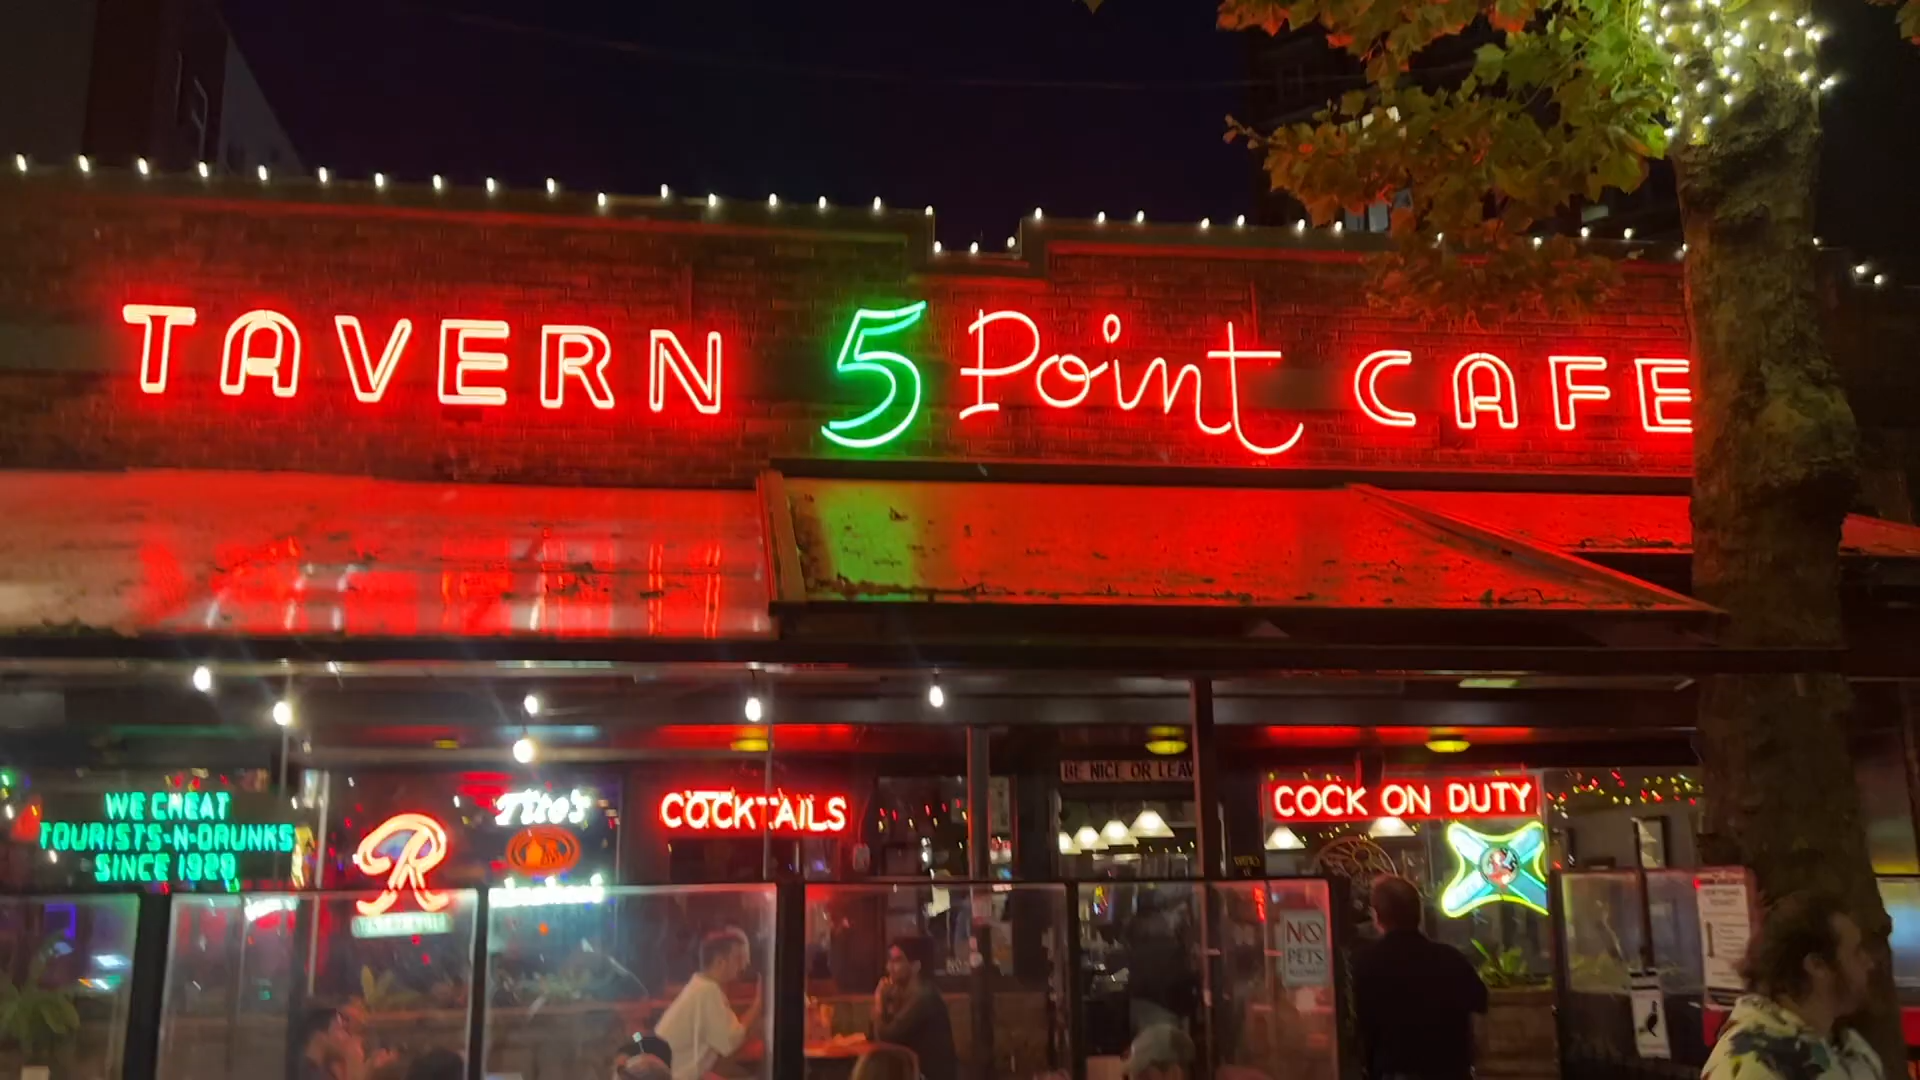 TAVERN 5 Point CAFE
BE NICE OR LEAV
WE CHEAT
TOURISTS-N-DRUNKS
SINCE 1929
R
Tito's
COCKTAILS
COCK ON DUTY
NO
PETS